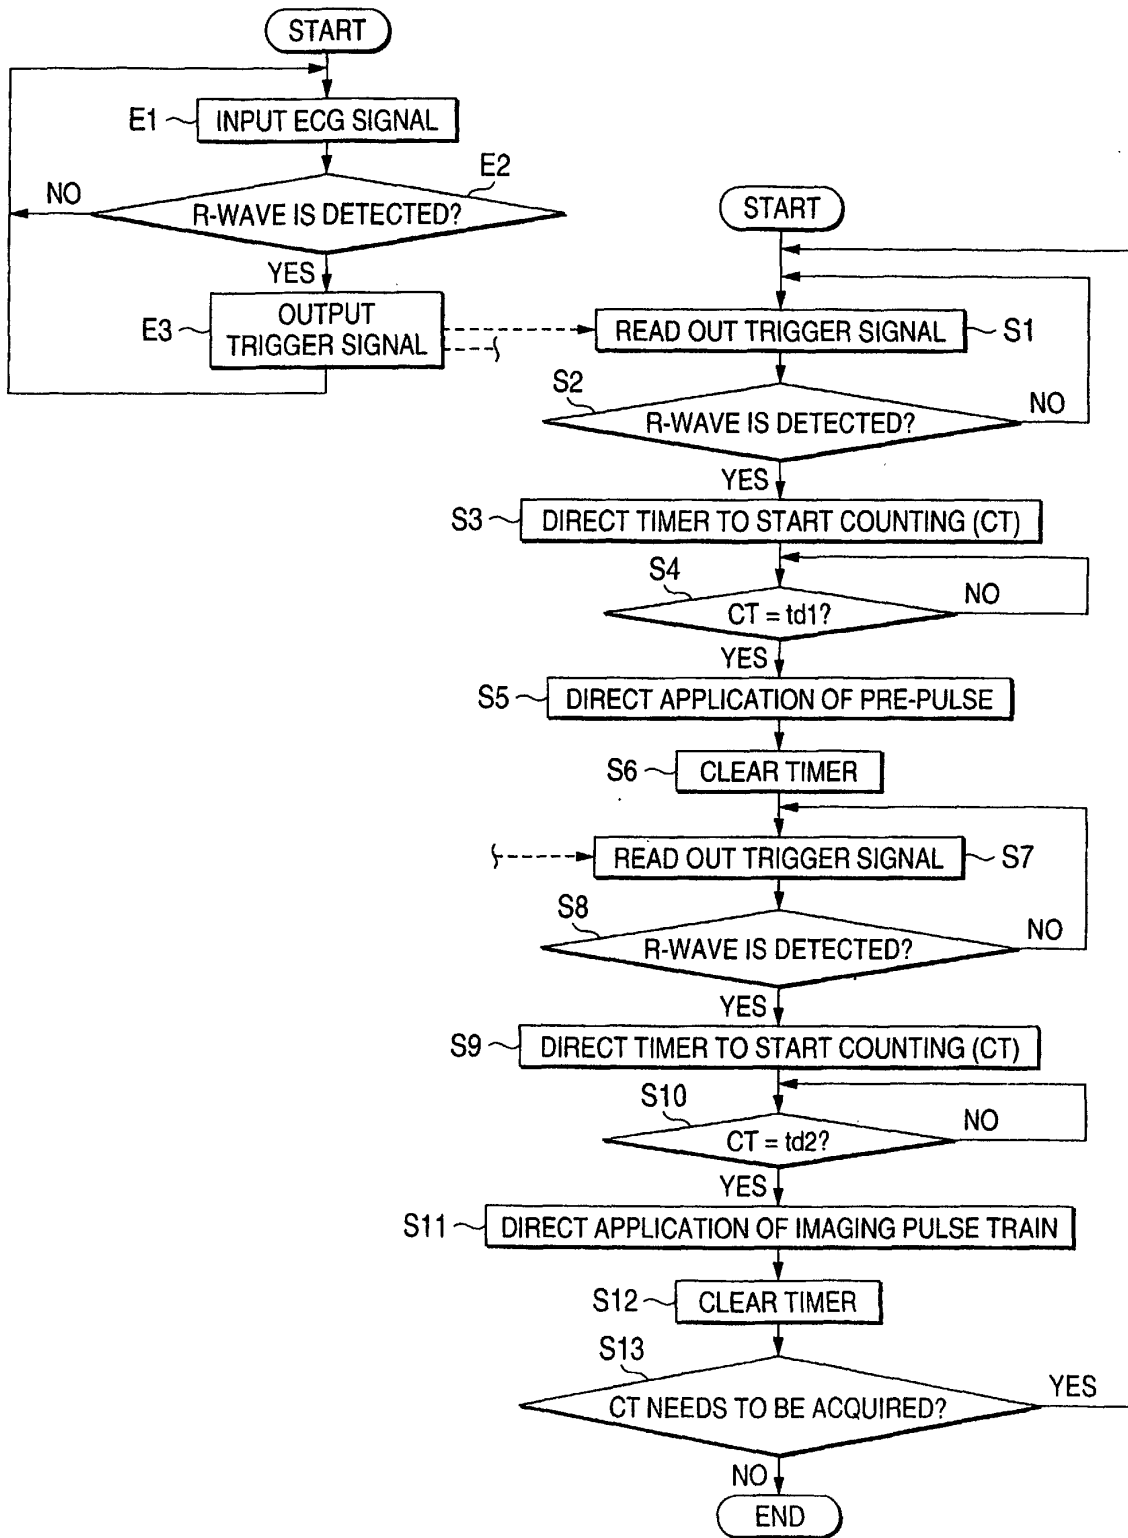 START
E1
INPUT ECG SIGNAL
E2
NO
R-WAVE IS DETECTED?
YES
E3
OUTPUT
TRIGGER SIGNAL
START
READ OUT TRIGGER SIGNAL
S1
S2
R-WAVE IS DETECTED?
NO
YES
S3
DIRECT TIMER TO START COUNTING (CT)
S4
CT = td1?
NO
YES
S5
DIRECT APPLICATION OF PRE-PULSE
S6
CLEAR TIMER
READ OUT TRIGGER SIGNAL
S7
S8
R-WAVE IS DETECTED?
NO
YES
S9
DIRECT TIMER TO START COUNTING (CT)
S10
CT = td2?
NO
YES
S11
DIRECT APPLICATION OF IMAGING PULSE TRAIN
S12
CLEAR TIMER
S13
CT NEEDS TO BE ACQUIRED?
YES
NO
END